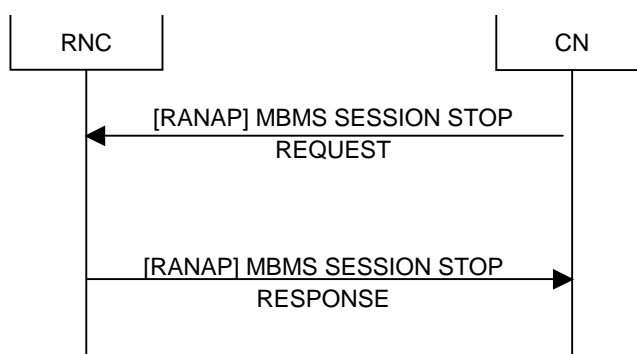 RNC
CN
[RANAP] MBMS SESSION STOP
REQUEST
[RANAP] MBMS SESSION STOP
RESPONSE